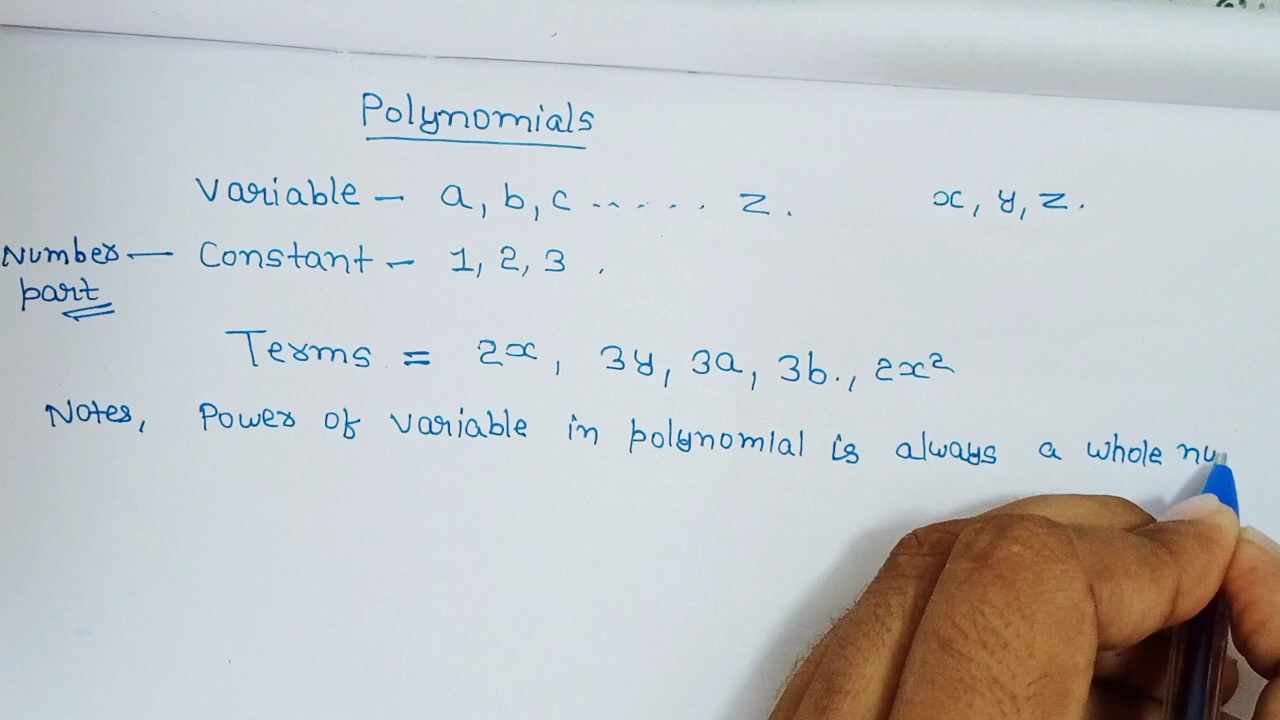 Polynomials
Variable – a, b, c ...... z. x, y, z.
Number — Constant – 1, 2, 3 .
part
Terms = 2x, 3y, 3a, 3b., 2x²
Notes, Power of variable in polynomial is always a whole nu